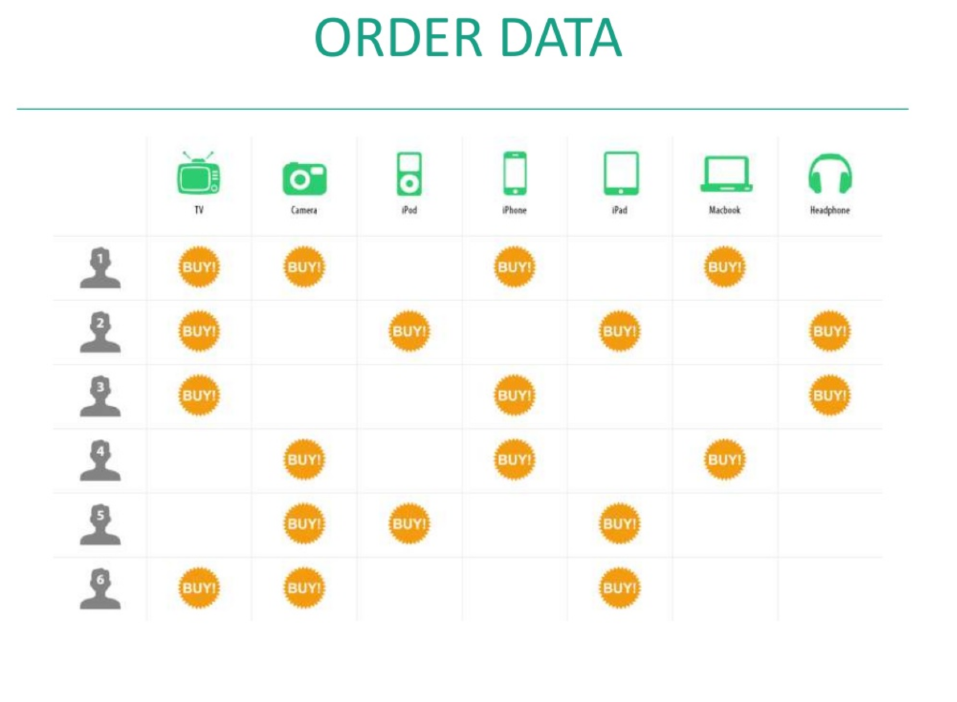 ORDER DATA
TV Camera iPod iPhone iPad Macbook Headphone
1 BUY! BUY! BUY! BUY!
2 BUY! BUY! BUY! BUY!
3 BUY! BUY! BUY!
4 BUY! BUY! BUY!
5 BUY! BUY! BUY!
6 BUY! BUY! BUY!